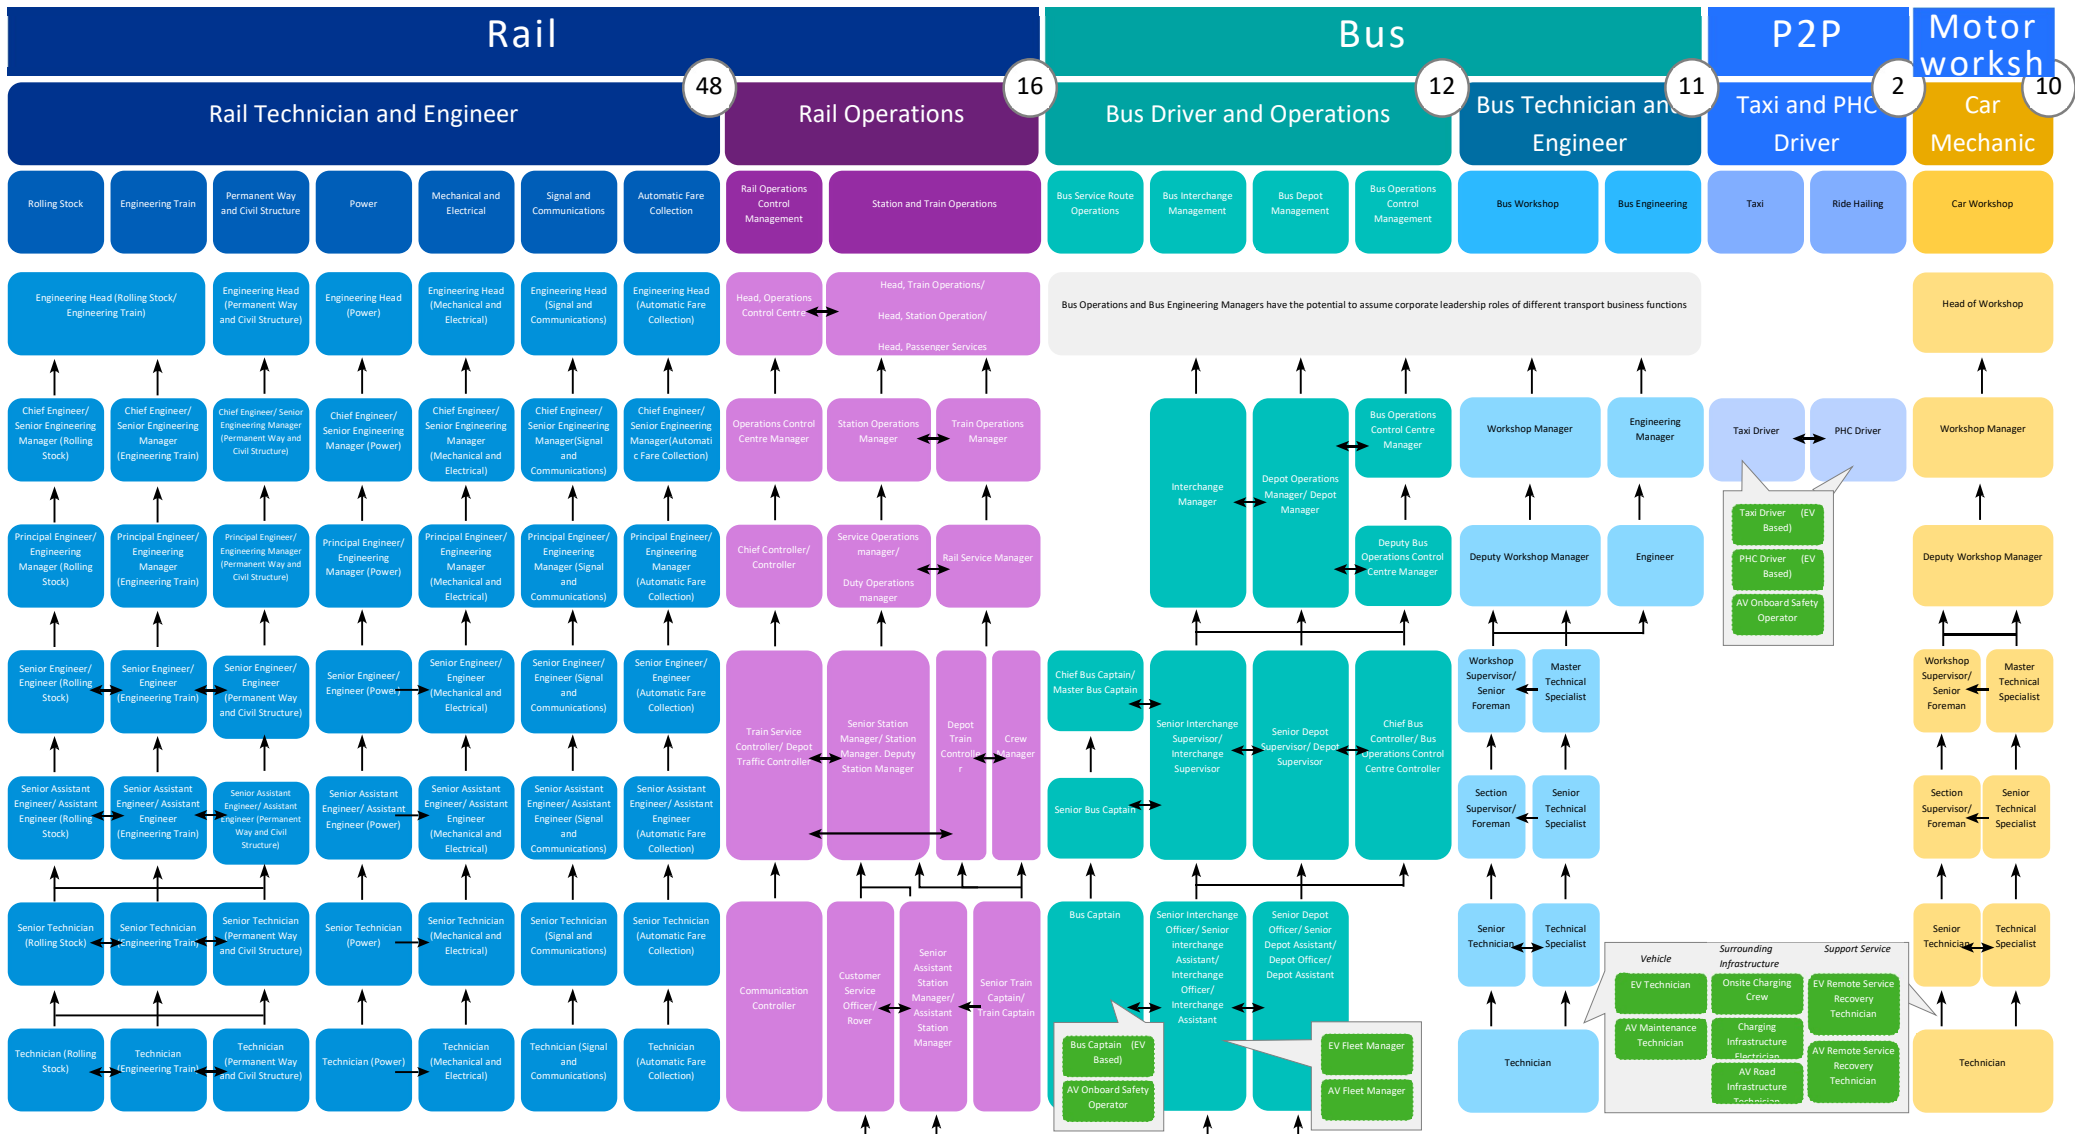 Rail
Bus
P2P
Motor
worksh
48
16
12
11
2
10
Rail Technician and Engineer
Rail Operations
Bus Driver and Operations
Bus Technician and
Engineer
Taxi and PHC
Driver
Car
Mechanic
Rolling Stock
Engineering Train
Permanent Way
and Civil Structure
Power
Mechanical and
Electrical
Signal and
Communications
Automatic Fare
Collection
Rail Operations
Control
Management
Station and Train Operations
Bus Service Route
Operations
Bus Interchange
Management
Bus Depot
Management
Bus Operations
Control
Management
Bus Workshop
Bus Engineering
Taxi
Ride Hailing
Car Workshop
Engineering Head (Rolling Stock/
Engineering Train)
Engineering Head
(Permanent Way
and Civil Structure)
Engineering Head
(Power)
Engineering Head
(Mechanical and
Electrical)
Engineering Head
(Signal and
Communications)
Engineering Head
(Automatic Fare
Collection)
Head, Operations
Control Centre
Head, Train Operations/
Head, Station Operation/
Head, Passenger Services
Bus Operations and Bus Engineering Managers have the potential to assume corporate leadership roles of different transport business functions
Head of Workshop
Chief Engineer/
Senior Engineering
Manager (Rolling
Stock)
Chief Engineer/
Senior Engineering
Manager
(Engineering Train)
Chief Engineer/ Senior
Engineering Manager
(Permanent Way and
Civil Structure)
Chief Engineer/
Senior Engineering
Manager (Power)
Chief Engineer/
Senior Engineering
Manager
(Mechanical and
Electrical)
Chief Engineer/
Senior Engineering
Manager(Signal
and
Communications)
Chief Engineer/
Senior Engineering
Manager(Automati
c Fare Collection)
Operations Control
Centre Manager
Station Operations
Manager
Train Operations
Manager
Interchange
Manager
Depot Operations
Manager/ Depot
Manager
Bus Operations
Control Centre
Manager
Workshop Manager
Engineering
Manager
Taxi Driver
PHC Driver
Workshop Manager
Principal Engineer/
Engineering
Manager (Rolling
Stock)
Principal Engineer/
Engineering
Manager
(Engineering Train)
Principal Engineer/
Engineering Manager
(Permanent Way and
Civil Structure)
Principal Engineer/
Engineering
Manager (Power)
Principal Engineer/
Engineering
Manager
(Mechanical and
Electrical)
Principal Engineer/
Engineering
Manager (Signal
and
Communications)
Principal Engineer/
Engineering
Manager
(Automatic Fare
Collection)
Chief Controller/
Controller
Service Operations
manager/
Duty Operations
manager
Rail Service Manager
Deputy Bus
Operations Control
Centre Manager
Deputy Workshop Manager
Engineer
Taxi Driver (EV
Based)
PHC Driver (EV
Based)
AV Onboard Safety
Operator
Deputy Workshop Manager
Senior Engineer/
Engineer (Rolling
Stock)
Senior Engineer/
Engineer
(Engineering Train)
Senior Engineer/
Engineer
(Permanent Way
and Civil Structure)
Senior Engineer/
Engineer (Power)
Senior Engineer/
Engineer
(Mechanical and
Electrical)
Senior Engineer/
Engineer (Signal
and
Communications)
Senior Engineer/
Engineer
(Automatic Fare
Collection)
Train Service
Controller/ Depot
Traffic Controller
Senior Station
Manager/ Station
Manager. Deputy
Station Manager
Depot
Train
Controlle
r
Crew
Manager
Chief Bus Captain/
Master Bus Captain
Senior Interchange
Supervisor/
Interchange
Supervisor
Senior Depot
Supervisor/ Depot
Supervisor
Chief Bus
Controller/ Bus
Operations Control
Centre Controller
Workshop
Supervisor/
Senior
Foreman
Master
Technical
Specialist
Workshop
Supervisor/
Senior
Foreman
Master
Technical
Specialist
Senior Assistant
Engineer/ Assistant
Engineer (Rolling
Stock)
Senior Assistant
Engineer/ Assistant
Engineer
(Engineering Train)
Senior Assistant
Engineer/ Assistant
Engineer (Permanent
Way and Civil
Structure)
Senior Assistant
Engineer/ Assistant
Engineer (Power)
Senior Assistant
Engineer/ Assistant
Engineer
(Mechanical and
Electrical)
Senior Assistant
Engineer/ Assistant
Engineer (Signal
and
Communications)
Senior Assistant
Engineer/ Assistant
Engineer
(Automatic Fare
Collection)
Senior Bus Captain
Section
Supervisor/
Foreman
Senior
Technical
Specialist
Section
Supervisor/
Foreman
Senior
Technical
Specialist
Senior Technician
(Rolling Stock)
Senior Technician
(Engineering Train)
Senior Technician
(Permanent Way
and Civil Structure)
Senior Technician
(Power)
Senior Technician
(Mechanical and
Electrical)
Senior Technician
(Signal and
Communications)
Senior Technician
(Automatic Fare
Collection)
Communication
Controller
Customer
Service
Officer/
Rover
Senior
Assistant
Station
Manager/
Assistant
Station
Manager
Senior Train
Captain/
Train Captain
Bus Captain
Senior Interchange
Officer/ Senior
interchange
Assistant/
Interchange
Officer/
Interchange
Assistant
Senior Depot
Officer/ Senior
Depot Assistant/
Depot Officer/
Depot Assistant
Senior
Technician
Technical
Specialist
Vehicle
Surrounding
Infrastructure
Support Service
EV Technician
AV Maintenance
Technician
Onsite Charging
Crew
Charging
Infrastructure
Electrician
AV Road
Infrastructure
Technician
EV Remote Service
Recovery
Technician
AV Remote Service
Recovery
Technician
Senior
Technician
Technical
Specialist
Technician (Rolling
Stock)
Technician
(Engineering Train)
Technician
(Permanent Way
and Civil Structure)
Technician (Power)
Technician
(Mechanical and
Electrical)
Technician (Signal
and
Communications)
Technician
(Automatic Fare
Collection)
Bus Captain (EV
Based)
AV Onboard Safety
Operator
EV Fleet Manager
AV Fleet Manager
Technician
Technician